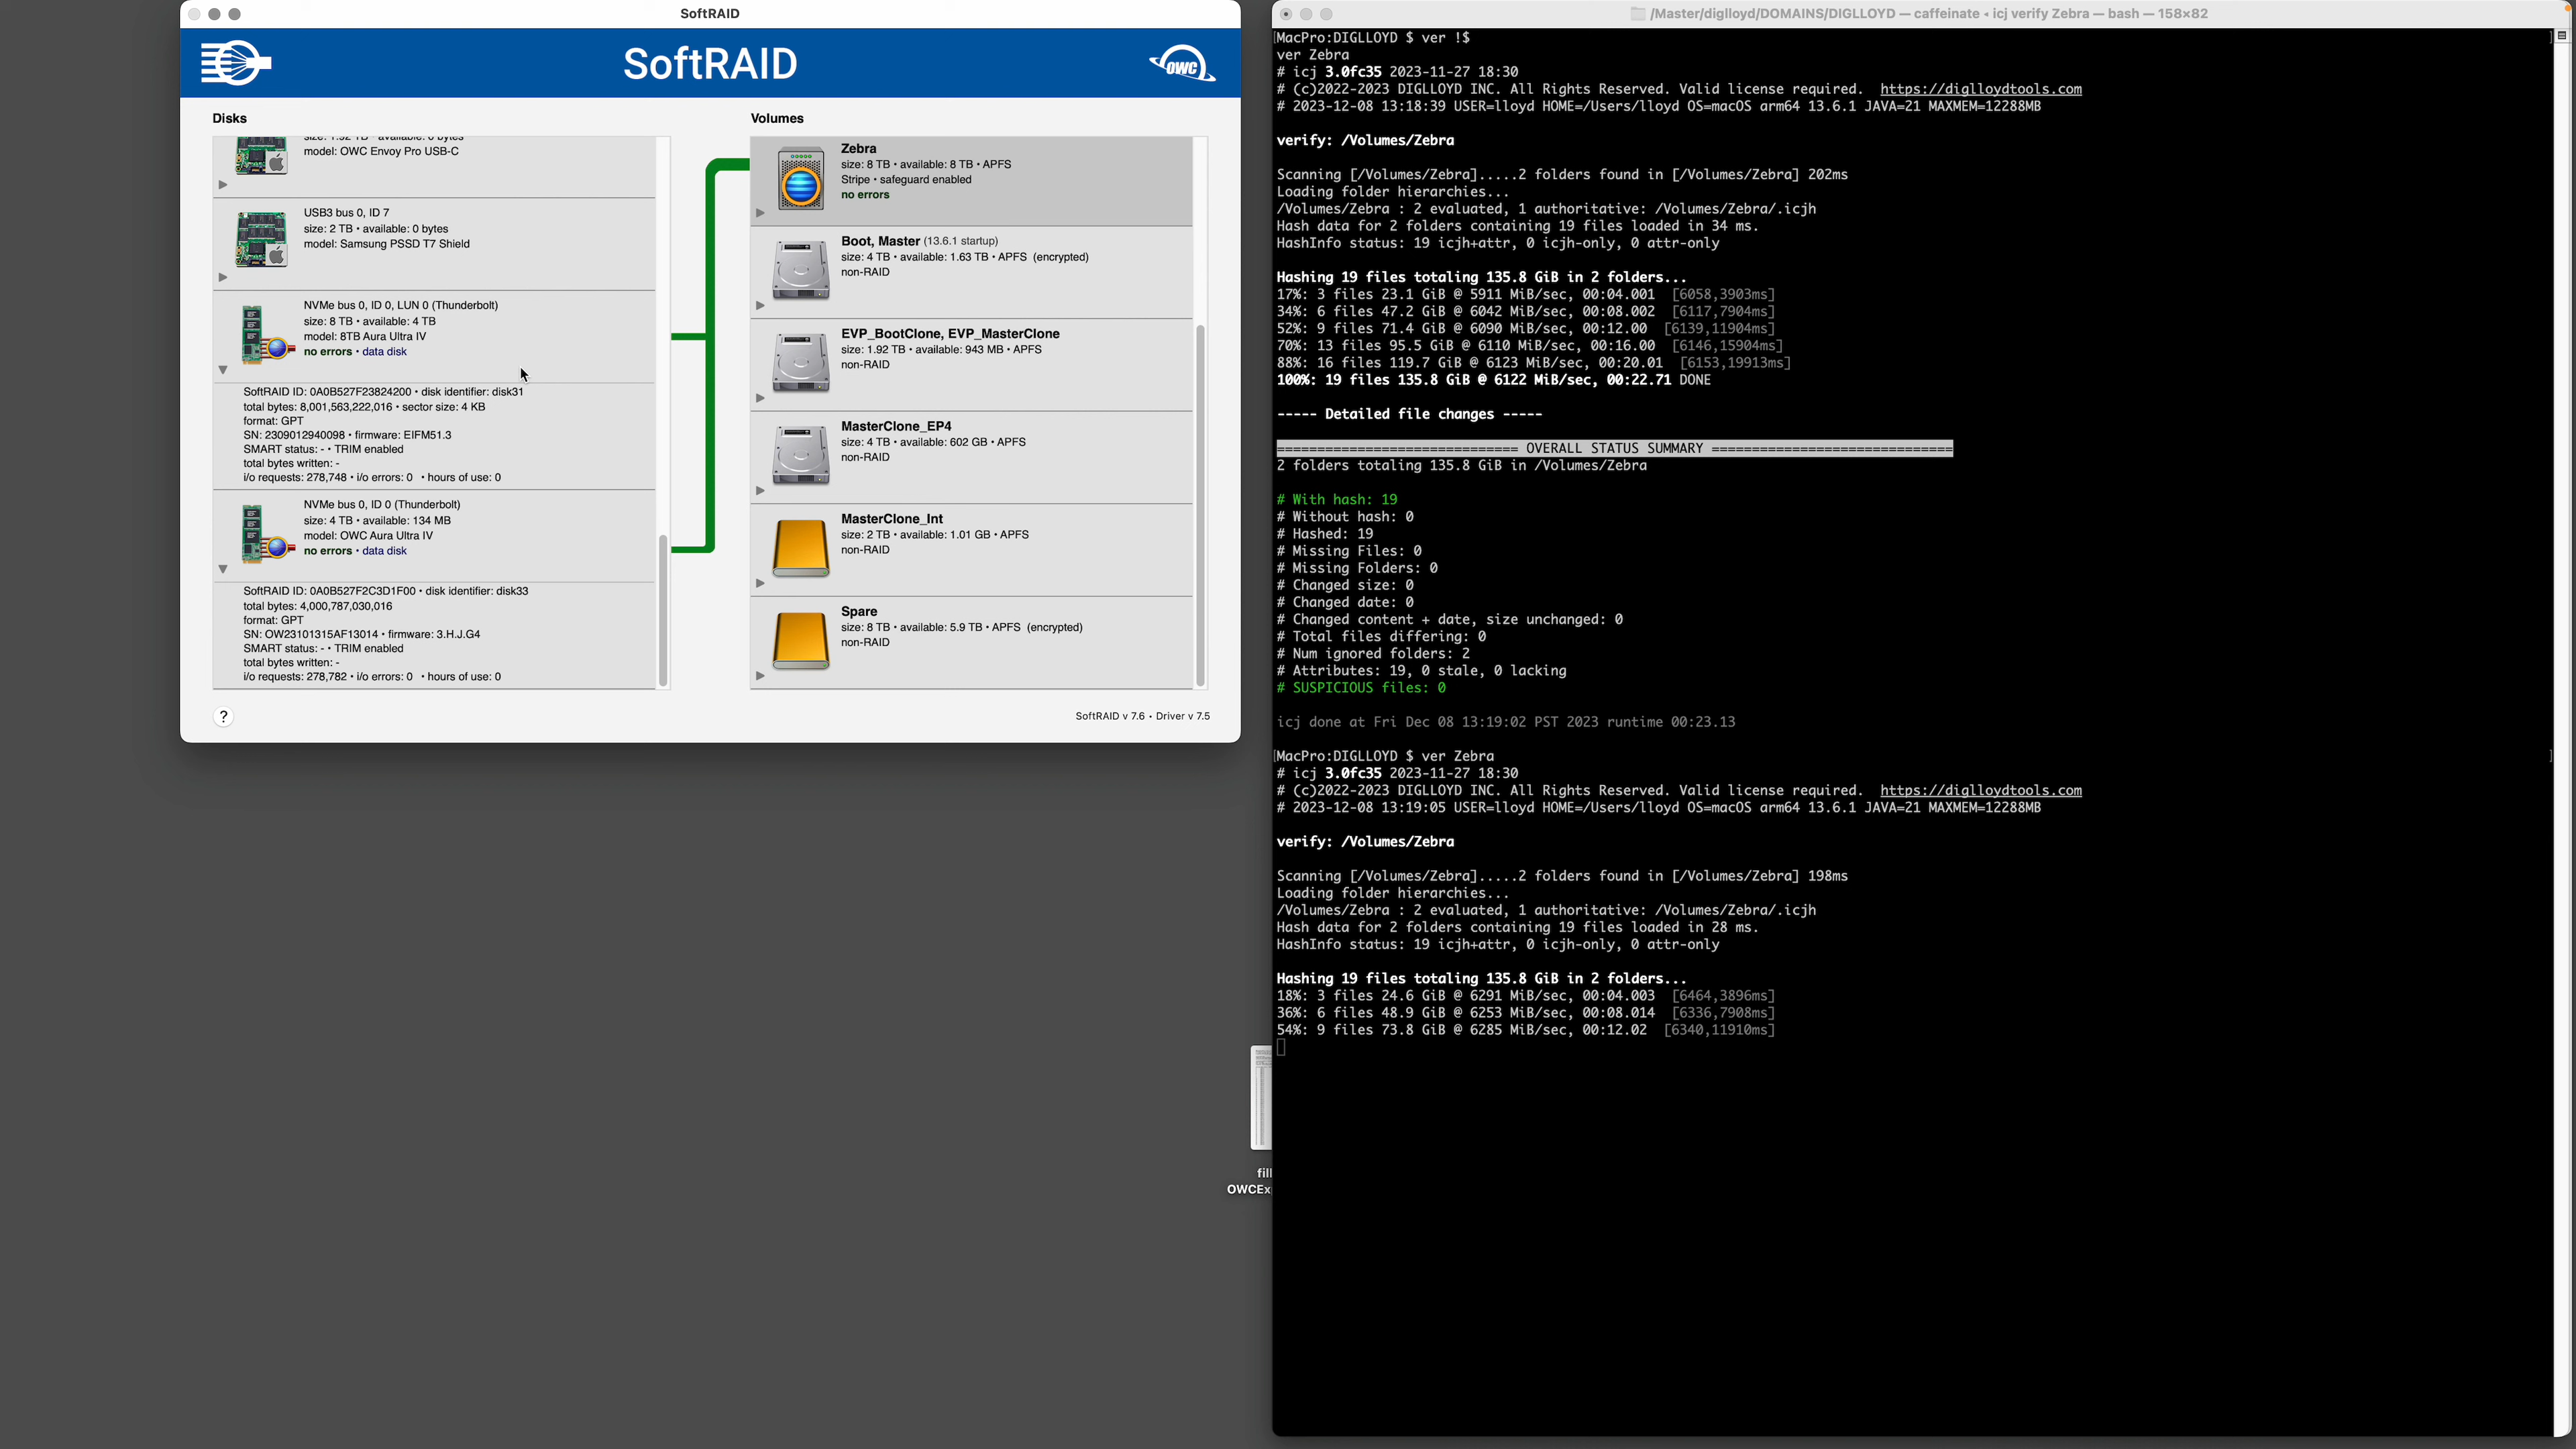 SoftRAID
SoftRAID
OWC
Disks
Volumes
size: 1.92 TB • available: 0 bytes
model: OWC Envoy Pro USB-C
USB3 bus 0, ID 7
size: 2 TB • available: 0 bytes
model: Samsung PSSD T7 Shield
NVMe bus 0, ID 0, LUN 0 (Thunderbolt)
size: 8 TB • available: 4 TB
model: 8TB Aura Ultra IV
no errors • data disk
SoftRAID ID: 0A0B527F23824200 • disk identifier: disk31
total bytes: 8,001,563,222,016 • sector size: 4 KB
format: GPT
SN: 2309012940098 • firmware: EIFM51.3
SMART status: - • TRIM enabled
total bytes written: -
i/o requests: 278,748 • i/o errors: 0 • hours of use: 0
NVMe bus 0, ID 0 (Thunderbolt)
size: 4 TB • available: 134 MB
model: OWC Aura Ultra IV
no errors • data disk
SoftRAID ID: 0A0B527F2C3D1F00 • disk identifier: disk33
total bytes: 4,000,787,030,016
format: GPT
SN: OW23101315AF13014 • firmware: 3.H.J.G4
SMART status: - • TRIM enabled
total bytes written: -
i/o requests: 278,782 • i/o errors: 0 • hours of use: 0
Zebra
size: 8 TB • available: 8 TB • APFS
Stripe • safeguard enabled
no errors
Boot, Master (13.6.1 startup)
size: 4 TB • available: 1.63 TB • APFS (encrypted)
non-RAID
EVP_BootClone, EVP_MasterClone
size: 1.92 TB • available: 943 MB • APFS
non-RAID
MasterClone_EP4
size: 4 TB • available: 602 GB • APFS
non-RAID
MasterClone_Int
size: 2 TB • available: 1.01 GB • APFS
non-RAID
Spare
size: 8 TB • available: 5.9 TB • APFS (encrypted)
non-RAID
?
SoftRAID v 7.6 • Driver v 7.5
fill
OWCEx
/Master/diglloyd/DOMAINS/DIGLLOYD — caffeinate ◂ icj verify Zebra — bash — 158×82
[MacPro:DIGLLOYD $ ver !$ ]
ver Zebra
# icj 3.0fc35 2023-11-27 18:30
# (c)2022-2023 DIGLLOYD INC. All Rights Reserved. Valid license required. https://diglloydtools.com
# 2023-12-08 13:18:39 USER=lloyd HOME=/Users/lloyd OS=macOS arm64 13.6.1 JAVA=21 MAXMEM=12288MB
verify: /Volumes/Zebra
Scanning [/Volumes/Zebra].....2 folders found in [/Volumes/Zebra] 202ms
Loading folder hierarchies...
/Volumes/Zebra : 2 evaluated, 1 authoritative: /Volumes/Zebra/.icjh
Hash data for 2 folders containing 19 files loaded in 34 ms.
HashInfo status: 19 icjh+attr, 0 icjh-only, 0 attr-only
Hashing 19 files totaling 135.8 GiB in 2 folders...
17%: 3 files 23.1 GiB @ 5911 MiB/sec, 00:04.001 [6058,3903ms]
34%: 6 files 47.2 GiB @ 6042 MiB/sec, 00:08.002 [6117,7904ms]
52%: 9 files 71.4 GiB @ 6090 MiB/sec, 00:12.00 [6139,11904ms]
70%: 13 files 95.5 GiB @ 6110 MiB/sec, 00:16.00 [6146,15904ms]
88%: 16 files 119.7 GiB @ 6123 MiB/sec, 00:20.01 [6153,19913ms]
100%: 19 files 135.8 GiB @ 6122 MiB/sec, 00:22.71 DONE
----- Detailed file changes -----
============================== OVERALL STATUS SUMMARY ==============================
2 folders totaling 135.8 GiB in /Volumes/Zebra
# With hash: 19
# Without hash: 0
# Hashed: 19
# Missing Files: 0
# Missing Folders: 0
# Changed size: 0
# Changed date: 0
# Changed content + date, size unchanged: 0
# Total files differing: 0
# Num ignored folders: 2
# Attributes: 19, 0 stale, 0 lacking
# SUSPICIOUS files: 0
icj done at Fri Dec 08 13:19:02 PST 2023 runtime 00:23.13
[MacPro:DIGLLOYD $ ver Zebra ]
# icj 3.0fc35 2023-11-27 18:30
# (c)2022-2023 DIGLLOYD INC. All Rights Reserved. Valid license required. https://diglloydtools.com
# 2023-12-08 13:19:05 USER=lloyd HOME=/Users/lloyd OS=macOS arm64 13.6.1 JAVA=21 MAXMEM=12288MB
verify: /Volumes/Zebra
Scanning [/Volumes/Zebra].....2 folders found in [/Volumes/Zebra] 198ms
Loading folder hierarchies...
/Volumes/Zebra : 2 evaluated, 1 authoritative: /Volumes/Zebra/.icjh
Hash data for 2 folders containing 19 files loaded in 28 ms.
HashInfo status: 19 icjh+attr, 0 icjh-only, 0 attr-only
Hashing 19 files totaling 135.8 GiB in 2 folders...
18%: 3 files 24.6 GiB @ 6291 MiB/sec, 00:04.003 [6464,3896ms]
36%: 6 files 48.9 GiB @ 6253 MiB/sec, 00:08.014 [6336,7908ms]
54%: 9 files 73.8 GiB @ 6285 MiB/sec, 00:12.02 [6340,11910ms]